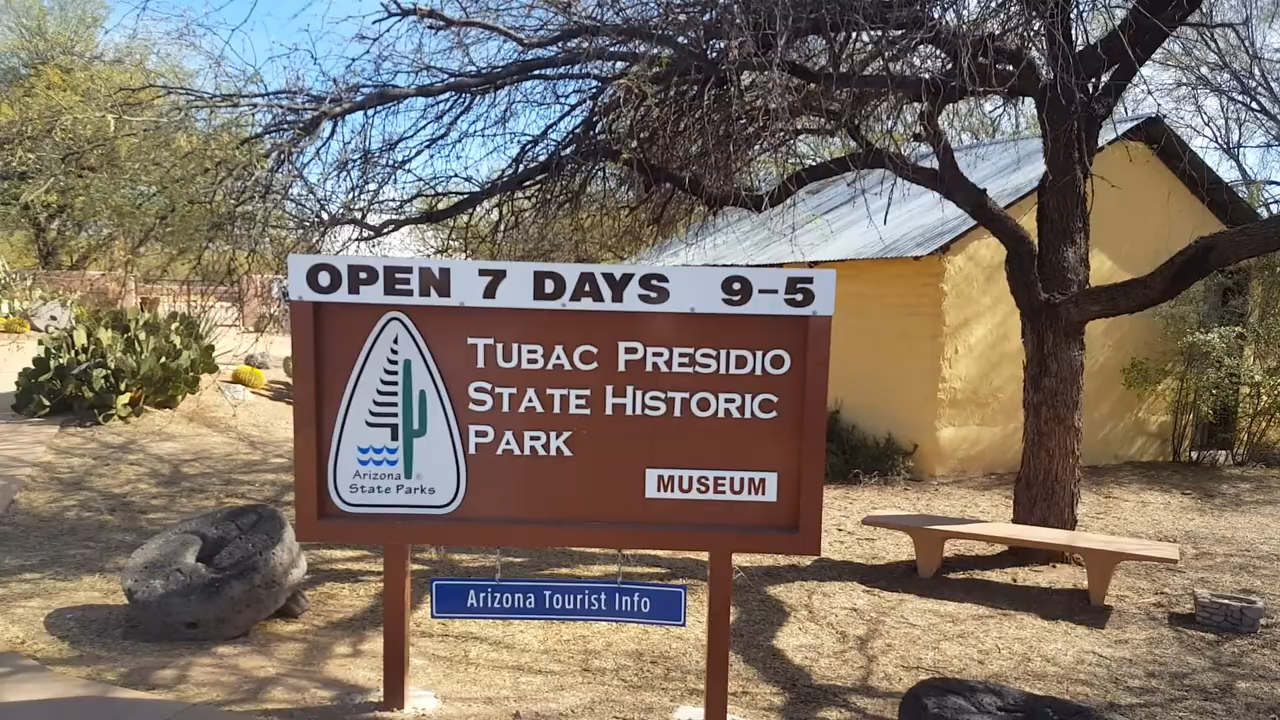 OPEN 7 DAYS 9-5
TUBAC PRESIDIO
STATE HISTORIC
PARK
Arizona
State Parks
MUSEUM
Arizona Tourist Info